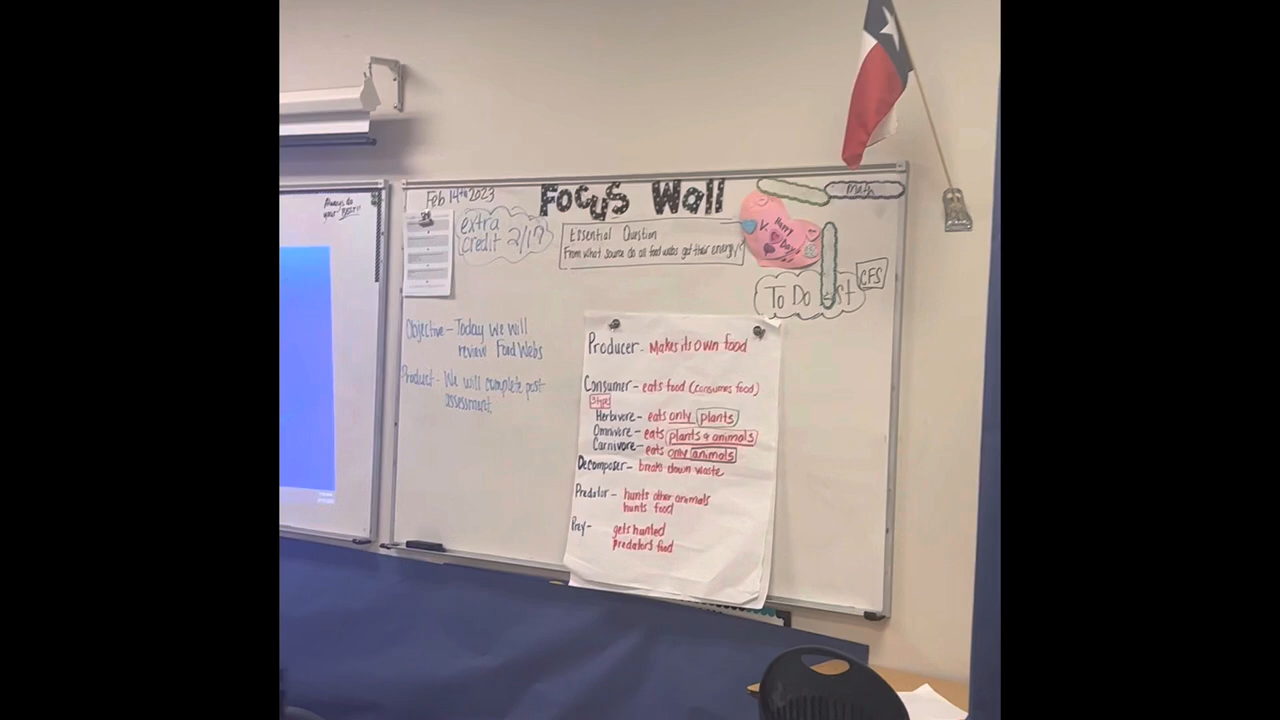 Always do
your BEST!!
Feb 14th 2023
Focus Wall
Math
extra
credit 2/17
Essential Question
From what source do all food webs get their energy?
Happy
V.
Day!
To Do List
CFS
Objective - Today we will
review Food Webs
Product - We will complete post
assessment.
Producer - Makes its own food
Consumer - eats food (consumes food)
Herbivore - eats only plants
Omnivore - eats plants & animals
Carnivore - eats only animals
Decomposer - breaks down waste
Predator - hunts other animals
hunts food
Prey - gets hunted
predators food